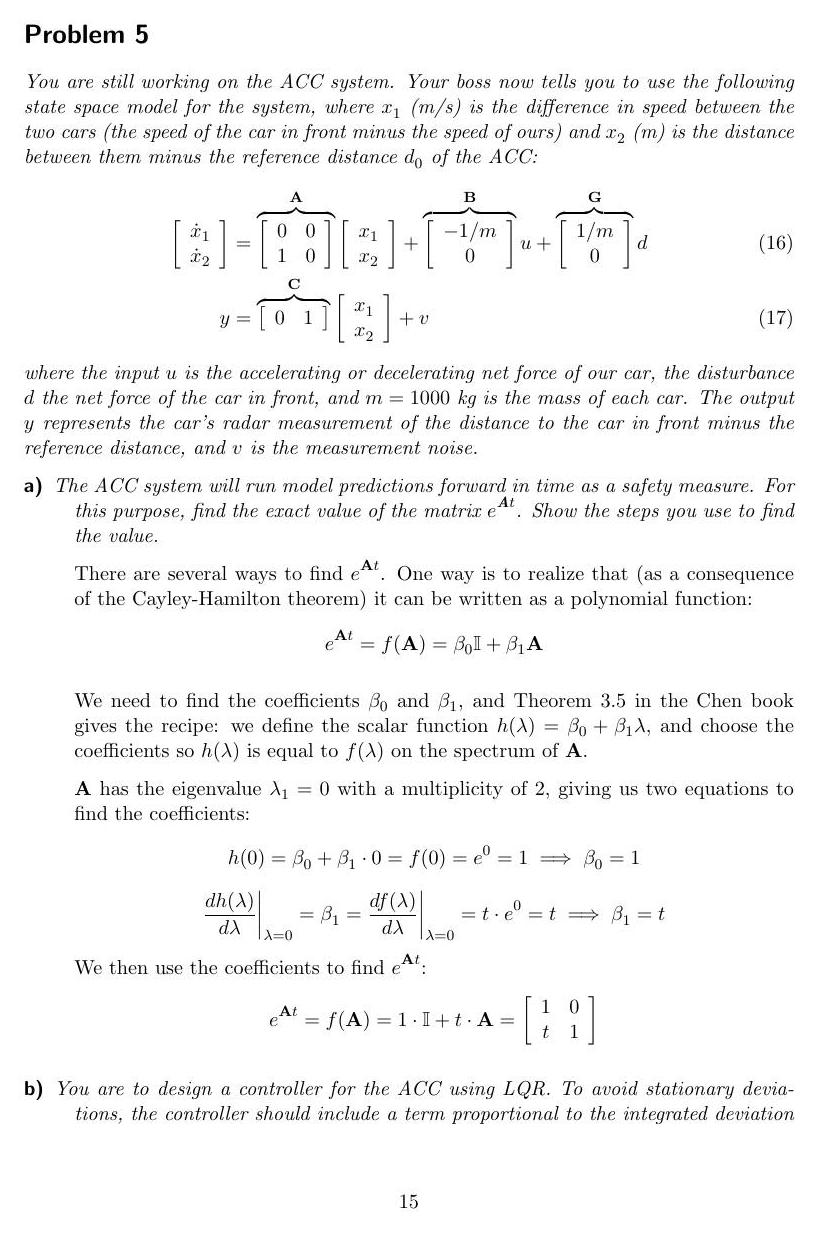 Problem 5
You are still working on the ACC system. Your boss now tells you to use the following
state space model for the system, where x₁ (m/s) is the difference in speed between the
two cars (the speed of the car in front minus the speed of ours) and x₂ (m) is the distance
between them minus the reference distance d₀ of the ACC:
A B G
[ẋ₁; ẋ₂] = [0 0; 1 0] [x₁; x₂] + [−1/m; 0] u + [1/m; 0] d (16)
C
y = [0 1] [x₁; x₂] + v (17)
where the input u is the accelerating or decelerating net force of our car, the disturbance
d the net force of the car in front, and m = 1000 kg is the mass of each car. The output
y represents the car's radar measurement of the distance to the car in front minus the
reference distance, and v is the measurement noise.
a) The ACC system will run model predictions forward in time as a safety measure. For
this purpose, find the exact value of the matrix e^{At}. Show the steps you use to find
the value.
There are several ways to find e^{At}. One way is to realize that (as a consequence
of the Cayley-Hamilton theorem) it can be written as a polynomial function:
e^{At} = f(A) = β₀𝕀 + β₁A
We need to find the coefficients β₀ and β₁, and Theorem 3.5 in the Chen book
gives the recipe: we define the scalar function h(λ) = β₀ + β₁λ, and choose the
coefficients so h(λ) is equal to f(λ) on the spectrum of A.
A has the eigenvalue λ₁ = 0 with a multiplicity of 2, giving us two equations to
find the coefficients:
h(0) = β₀ + β₁ · 0 = f(0) = e⁰ = 1 ⟹ β₀ = 1
dh(λ)/dλ |_{λ=0} = β₁ = df(λ)/dλ |_{λ=0} = t · e⁰ = t ⟹ β₁ = t
We then use the coefficients to find e^{At}:
e^{At} = f(A) = 1 · 𝕀 + t · A = [1 0; t 1]
b) You are to design a controller for the ACC using LQR. To avoid stationary devia-
tions, the controller should include a term proportional to the integrated deviation
15